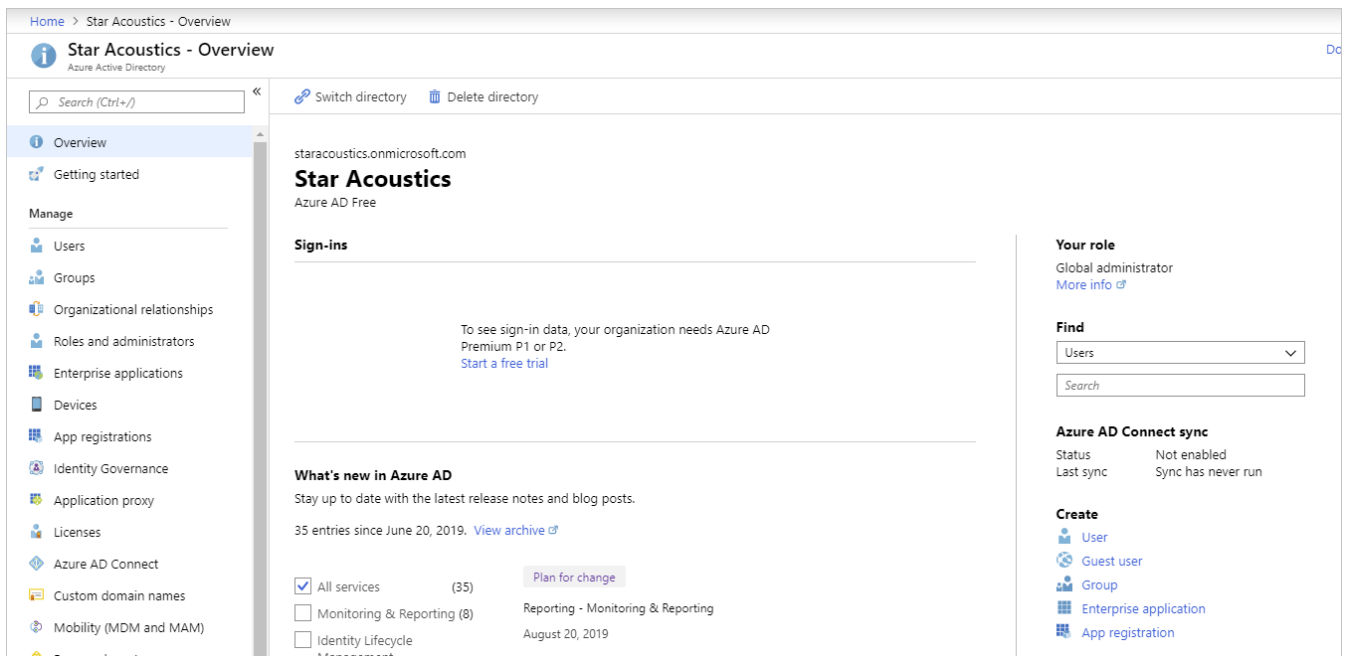 Home > Star Acoustics - Overview
Star Acoustics - Overview
Azure Active Directory
Search (Ctrl+/)
«
Overview
Getting started
Manage
Users
Groups
Organizational relationships
Roles and administrators
Enterprise applications
Devices
App registrations
Identity Governance
Application proxy
Licenses
Azure AD Connect
Custom domain names
Mobility (MDM and MAM)
Switch directory
Delete directory
staracoustics.onmicrosoft.com
Star Acoustics
Azure AD Free
Sign-ins
To see sign-in data, your organization needs Azure AD
Premium P1 or P2.
Start a free trial
What's new in Azure AD
Stay up to date with the latest release notes and blog posts.
35 entries since June 20, 2019. View archive
All services (35)
Monitoring & Reporting (8)
Identity Lifecycle
Management
Plan for change
Reporting - Monitoring & Reporting
August 20, 2019
Your role
Global administrator
More info
Find
Users
Search
Azure AD Connect sync
Status Not enabled
Last sync Sync has never run
Create
User
Guest user
Group
Enterprise application
App registration